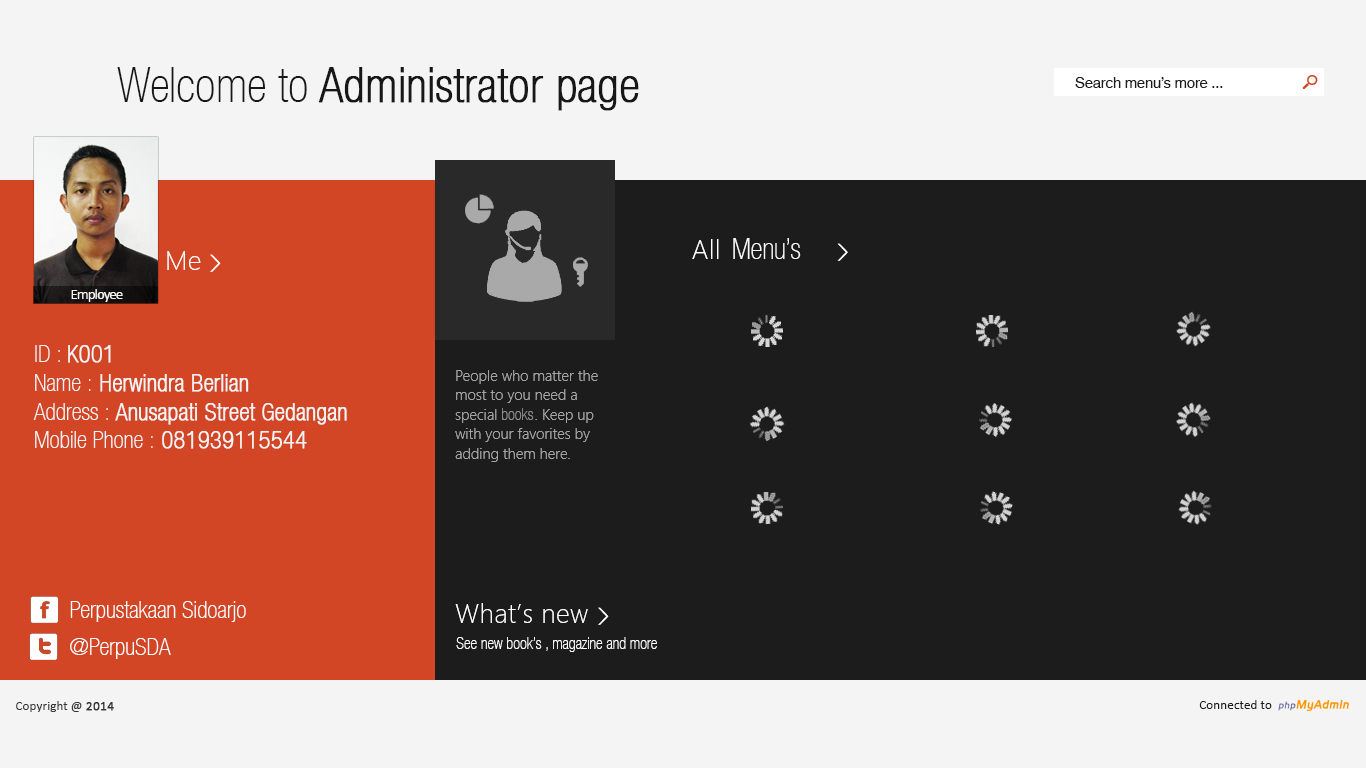 Welcome to Administrator page
Search menu's more ...
Employee
Me
ID : K001
Name : Herwindra Berlian
Address : Anusapati Street Gedangan
Mobile Phone : 081939115544
Perpustakaan Sidoarjo
@PerpuSDA
People who matter the
most to you need a
special books. Keep up
with your favorites by
adding them here.
What's new
See new book's , magazine and more
All Menu's
Copyright @ 2014
Connected to phpMyAdmin